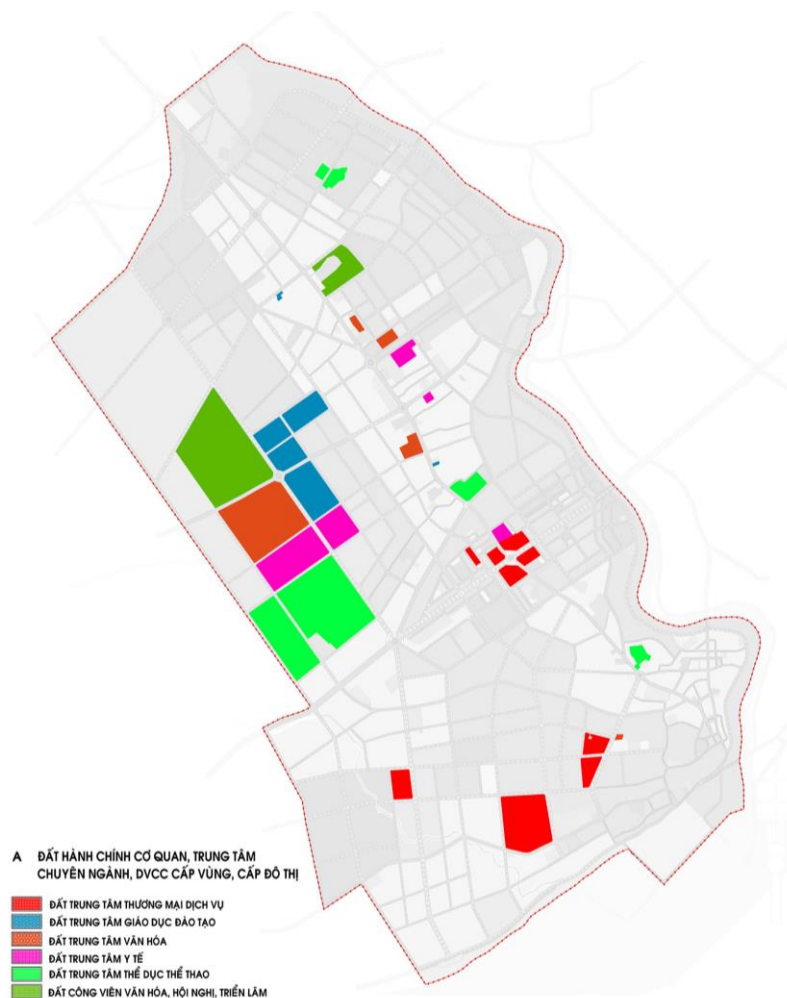 A ĐẤT HÀNH CHÍNH CƠ QUAN, TRUNG TÂM
CHUYÊN NGÀNH, DVCC CẤP VÙNG, CẤP ĐÔ THỊ
ĐẤT TRUNG TÂM THƯƠNG MẠI DỊCH VỤ
ĐẤT TRUNG TÂM GIÁO DỤC ĐÀO TẠO
ĐẤT TRUNG TÂM VĂN HÓA
ĐẤT TRUNG TÂM Y TẾ
ĐẤT TRUNG TÂM THỂ DỤC THỂ THAO
ĐẤT CÔNG VIÊN VĂN HÓA, HỘI NGHỊ, TRIỂN LÃM